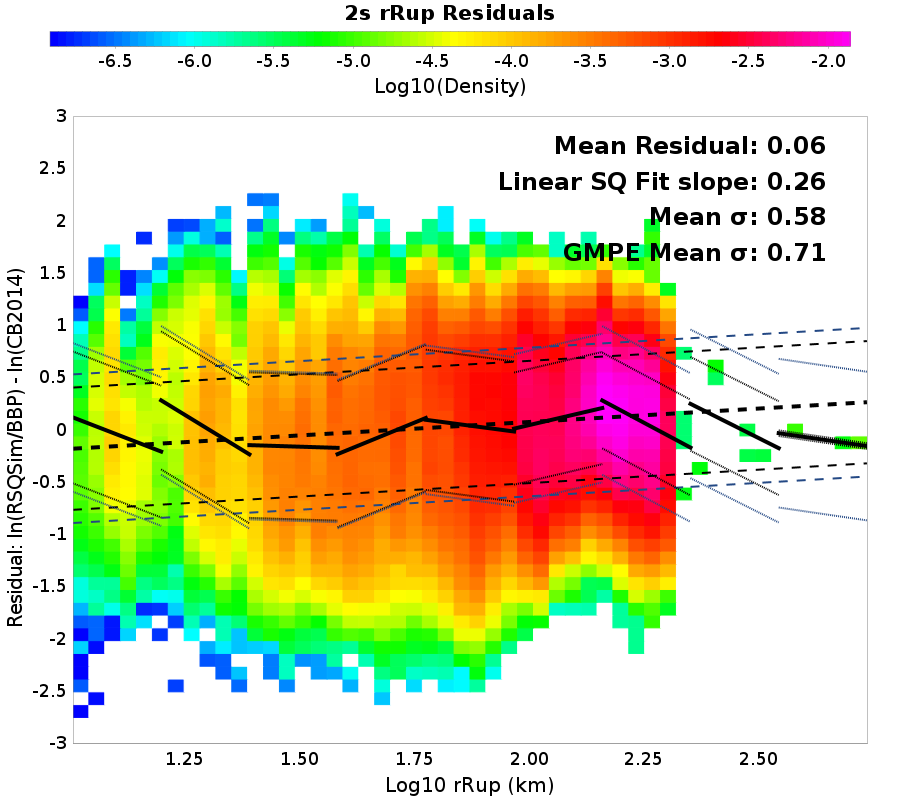 2s rRup Residuals
-6.5 -6.0 -5.5 -5.0 -4.5 -4.0 -3.5 -3.0 -2.5 -2.0
Log10(Density)
Mean Residual: 0.06
Linear SQ Fit slope: 0.26
Mean σ: 0.58
GMPE Mean σ: 0.71
Residual: ln(RSQSim/BBP) - ln(CB2014)
3
2.5
2
1.5
1
0.5
0
-0.5
-1
-1.5
-2
-2.5
-3
1.25 1.50 1.75 2.00 2.25 2.50
Log10 rRup (km)